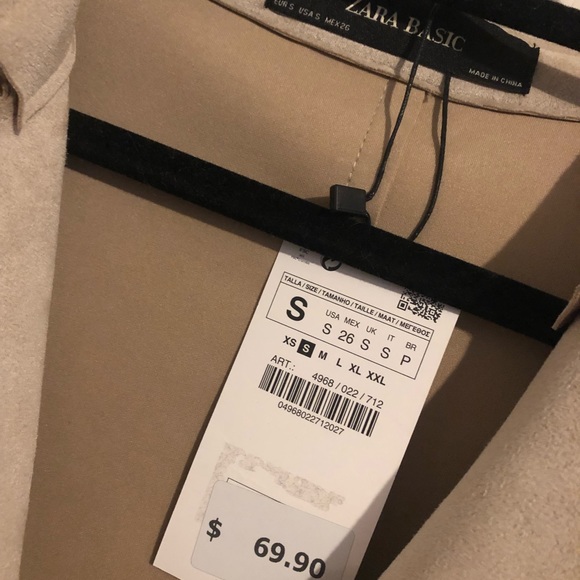 ZARA BASIC
EUR S USA S MEX 26
MADE IN CHINA
TALLA / SIZE / TAMANHO / TAILLE / MAAT / ΜΕΓΕΘΟΣ
S
USA MEX UK IT BR
S 26 S S P
XS S M L XL XXL
ART.: 4968 / 022 / 712
04968022712027
$ 69.90